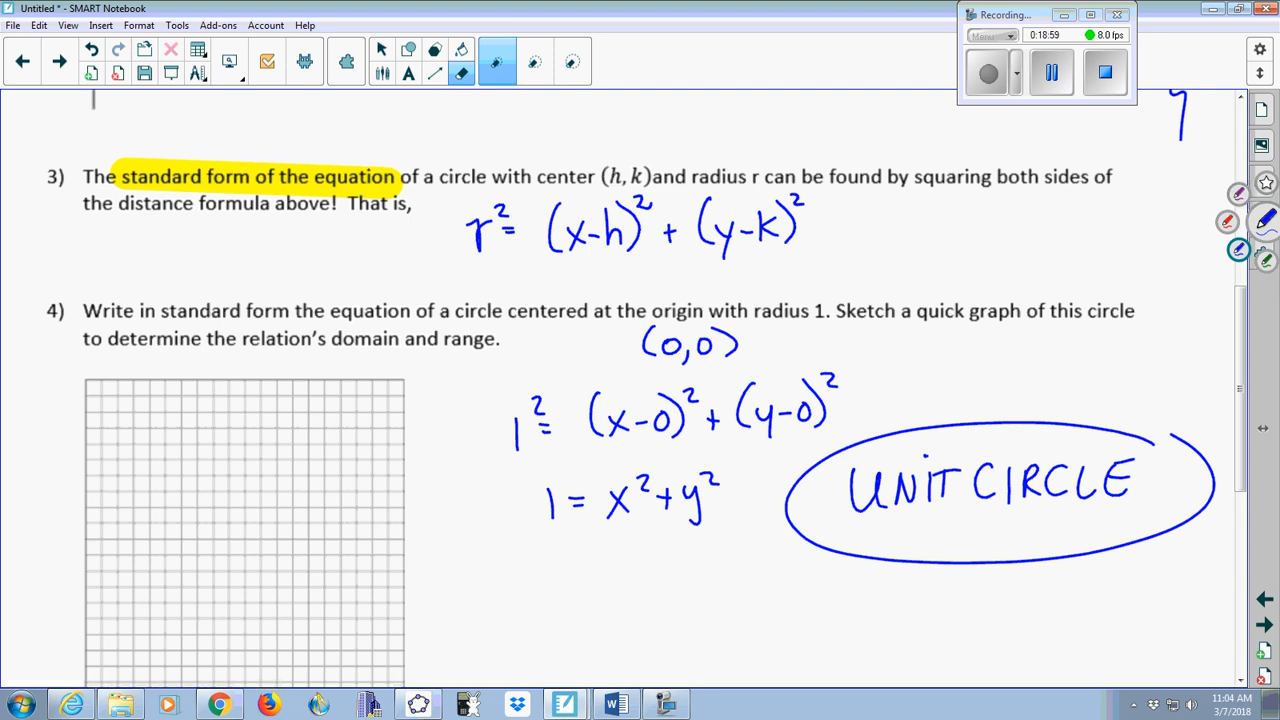 Untitled * - SMART Notebook
File Edit View Insert Format Tools Add-ons Account Help
Recording...
Menu
0:18:59 8.0 fps
y
3) The standard form of the equation of a circle with center (h, k)and radius r can be found by squaring both sides of
the distance formula above! That is,
r² = (x-h)² + (y-k)²
4) Write in standard form the equation of a circle centered at the origin with radius 1. Sketch a quick graph of this circle
to determine the relation's domain and range.
(0,0)
1² = (x-0)² + (y-0)²
1 = x² + y²
UNIT CIRCLE
11:04 AM
3/7/2018